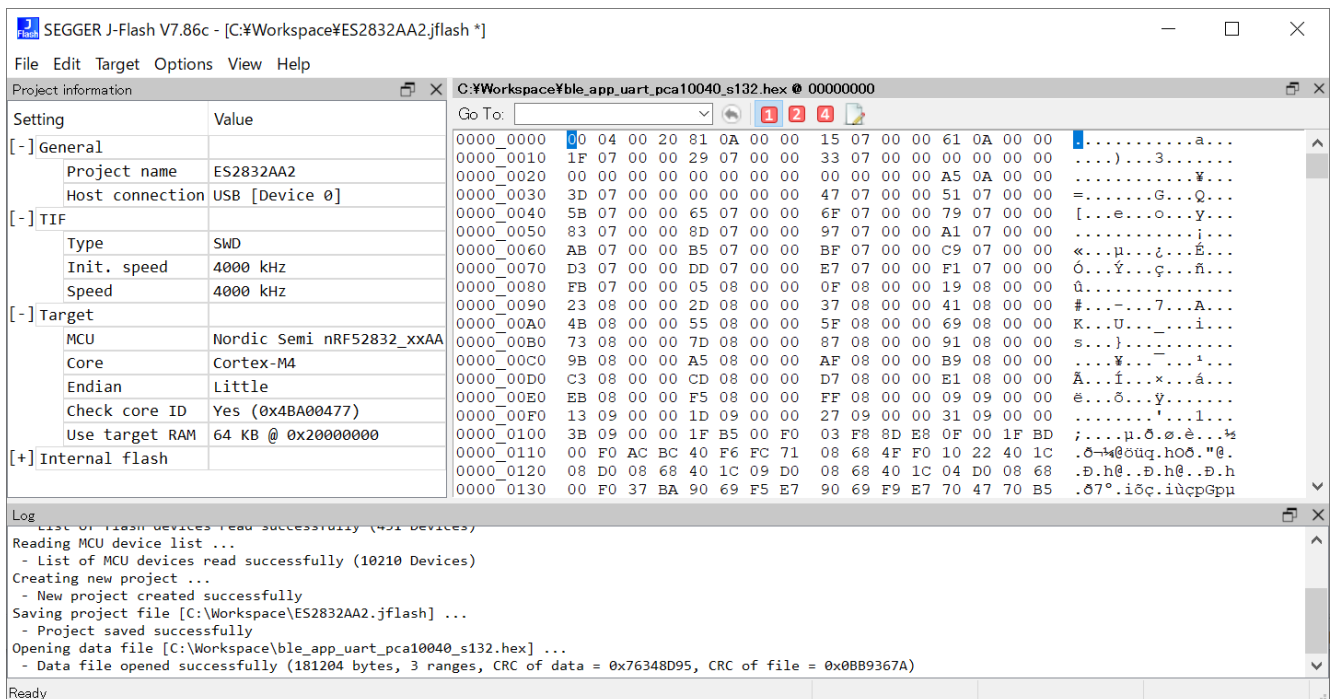 SEGGER J-Flash V7.86c - [C:¥Workspace¥ES2832AA2.jflash *]
File Edit Target Options View Help
Project information
Setting Value
[-] General
Project name ES2832AA2
Host connection USB [Device 0]
[-] TIF
Type SWD
Init. speed 4000 kHz
Speed 4000 kHz
[-] Target
MCU Nordic Semi nRF52832_xxAA
Core Cortex-M4
Endian Little
Check core ID Yes (0x4BA00477)
Use target RAM 64 KB @ 0x20000000
[+] Internal flash
C:¥Workspace¥ble_app_uart_pca10040_s132.hex @ 00000000
Go To: 1 2 4
0000_0000 00 04 00 20 81 0A 00 00 15 07 00 00 61 0A 00 00 ............a...
0000_0010 1F 07 00 00 29 07 00 00 33 07 00 00 00 00 00 00 ....)...3.......
0000_0020 00 00 00 00 00 00 00 00 00 00 00 00 A5 0A 00 00 ............¥...
0000_0030 3D 07 00 00 00 00 00 00 47 07 00 00 51 07 00 00 =.......G...Q...
0000_0040 5B 07 00 00 65 07 00 00 6F 07 00 00 79 07 00 00 [...e...o...y...
0000_0050 83 07 00 00 8D 07 00 00 97 07 00 00 A1 07 00 00 ............¡...
0000_0060 AB 07 00 00 B5 07 00 00 BF 07 00 00 C9 07 00 00 «...µ...¿...É...
0000_0070 D3 07 00 00 DD 07 00 00 E7 07 00 00 F1 07 00 00 Ó...Ý...ç...ñ...
0000_0080 FB 07 00 00 05 08 00 00 0F 08 00 00 19 08 00 00 û...............
0000_0090 23 08 00 00 2D 08 00 00 37 08 00 00 41 08 00 00 #...-...7...A...
0000_00A0 4B 08 00 00 55 08 00 00 5F 08 00 00 69 08 00 00 K...U..._...i...
0000_00B0 73 08 00 00 7D 08 00 00 87 08 00 00 91 08 00 00 s...}...........
0000_00C0 9B 08 00 00 A5 08 00 00 AF 08 00 00 B9 08 00 00 ....¥...¯...¹...
0000_00D0 C3 08 00 00 CD 08 00 00 D7 08 00 00 E1 08 00 00 Ã...Í...×...á...
0000_00E0 EB 08 00 00 F5 08 00 00 FF 08 00 00 09 09 00 00 ë...õ...ÿ.......
0000_00F0 13 09 00 00 1D 09 00 00 27 09 00 00 31 09 00 00 ........'...1...
0000_0100 3B 09 00 00 1F B5 00 F0 03 F8 8D E8 0F 00 1F BD ;....µ.ð.ø.è...½
0000_0110 00 F0 AC BC 40 F6 FC 71 08 68 4F F0 10 22 40 1C .ð¬¼@öüq.hOð."@.
0000_0120 08 D0 08 68 40 1C 09 D0 08 68 40 1C 04 D0 08 68 .Ð.h@..Ð.h@..Ð.h
0000_0130 00 F0 37 BA 90 69 F5 E7 90 69 F9 E7 70 47 70 B5 .ð7º.iõç.iùçpGpµ
Log
- List of flash devices read successfully (451 Devices)
Reading MCU device list ...
- List of MCU devices read successfully (10210 Devices)
Creating new project ...
- New project created successfully
Saving project file [C:\Workspace\ES2832AA2.jflash] ...
- Project saved successfully
Opening data file [C:\Workspace\ble_app_uart_pca10040_s132.hex] ...
- Data file opened successfully (181204 bytes, 3 ranges, CRC of data = 0x76348D95, CRC of file = 0x0BB9367A)
Ready